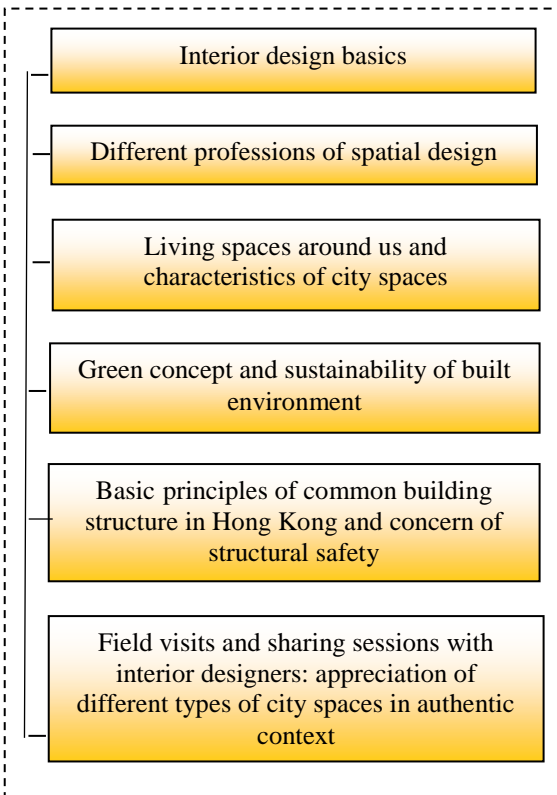 Interior design basics
Different professions of spatial design
Living spaces around us and
characteristics of city spaces
Green concept and sustainability of built
environment
Basic principles of common building
structure in Hong Kong and concern of
structural safety
Field visits and sharing sessions with
interior designers: appreciation of
different types of city spaces in authentic
context